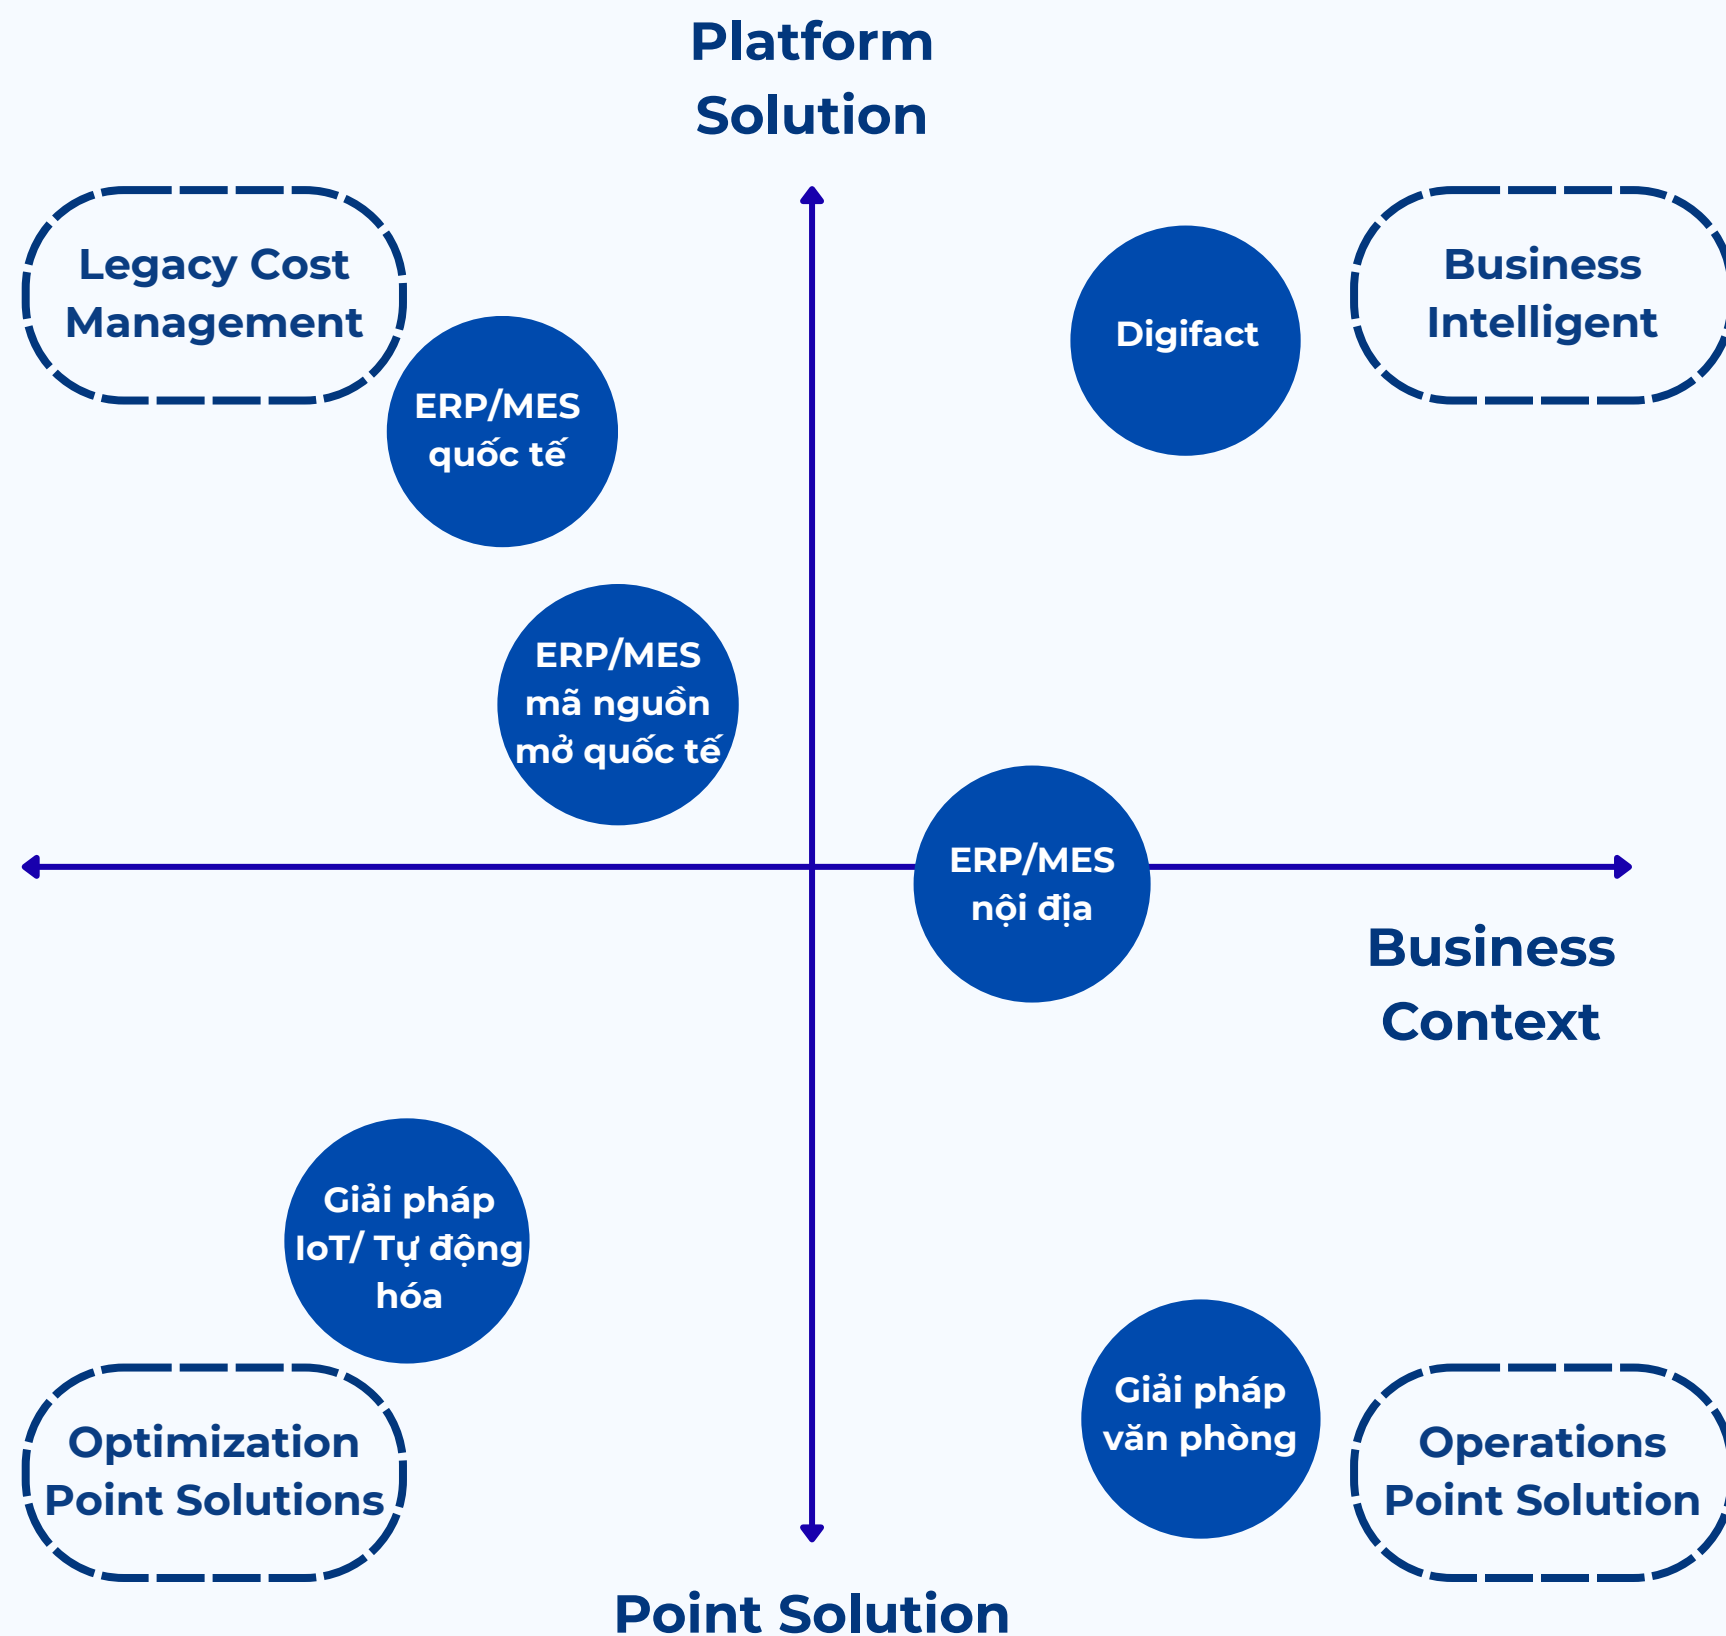 Platform
Solution
Legacy Cost
Management
Business
Intelligent
Digifact
ERP/MES
quốc tế
ERP/MES
mã nguồn
mở quốc tế
ERP/MES
nội địa
Business
Context
Giải pháp
IoT/ Tự động
hóa
Giải pháp
văn phòng
Optimization
Point Solutions
Operations
Point Solution
Point Solution